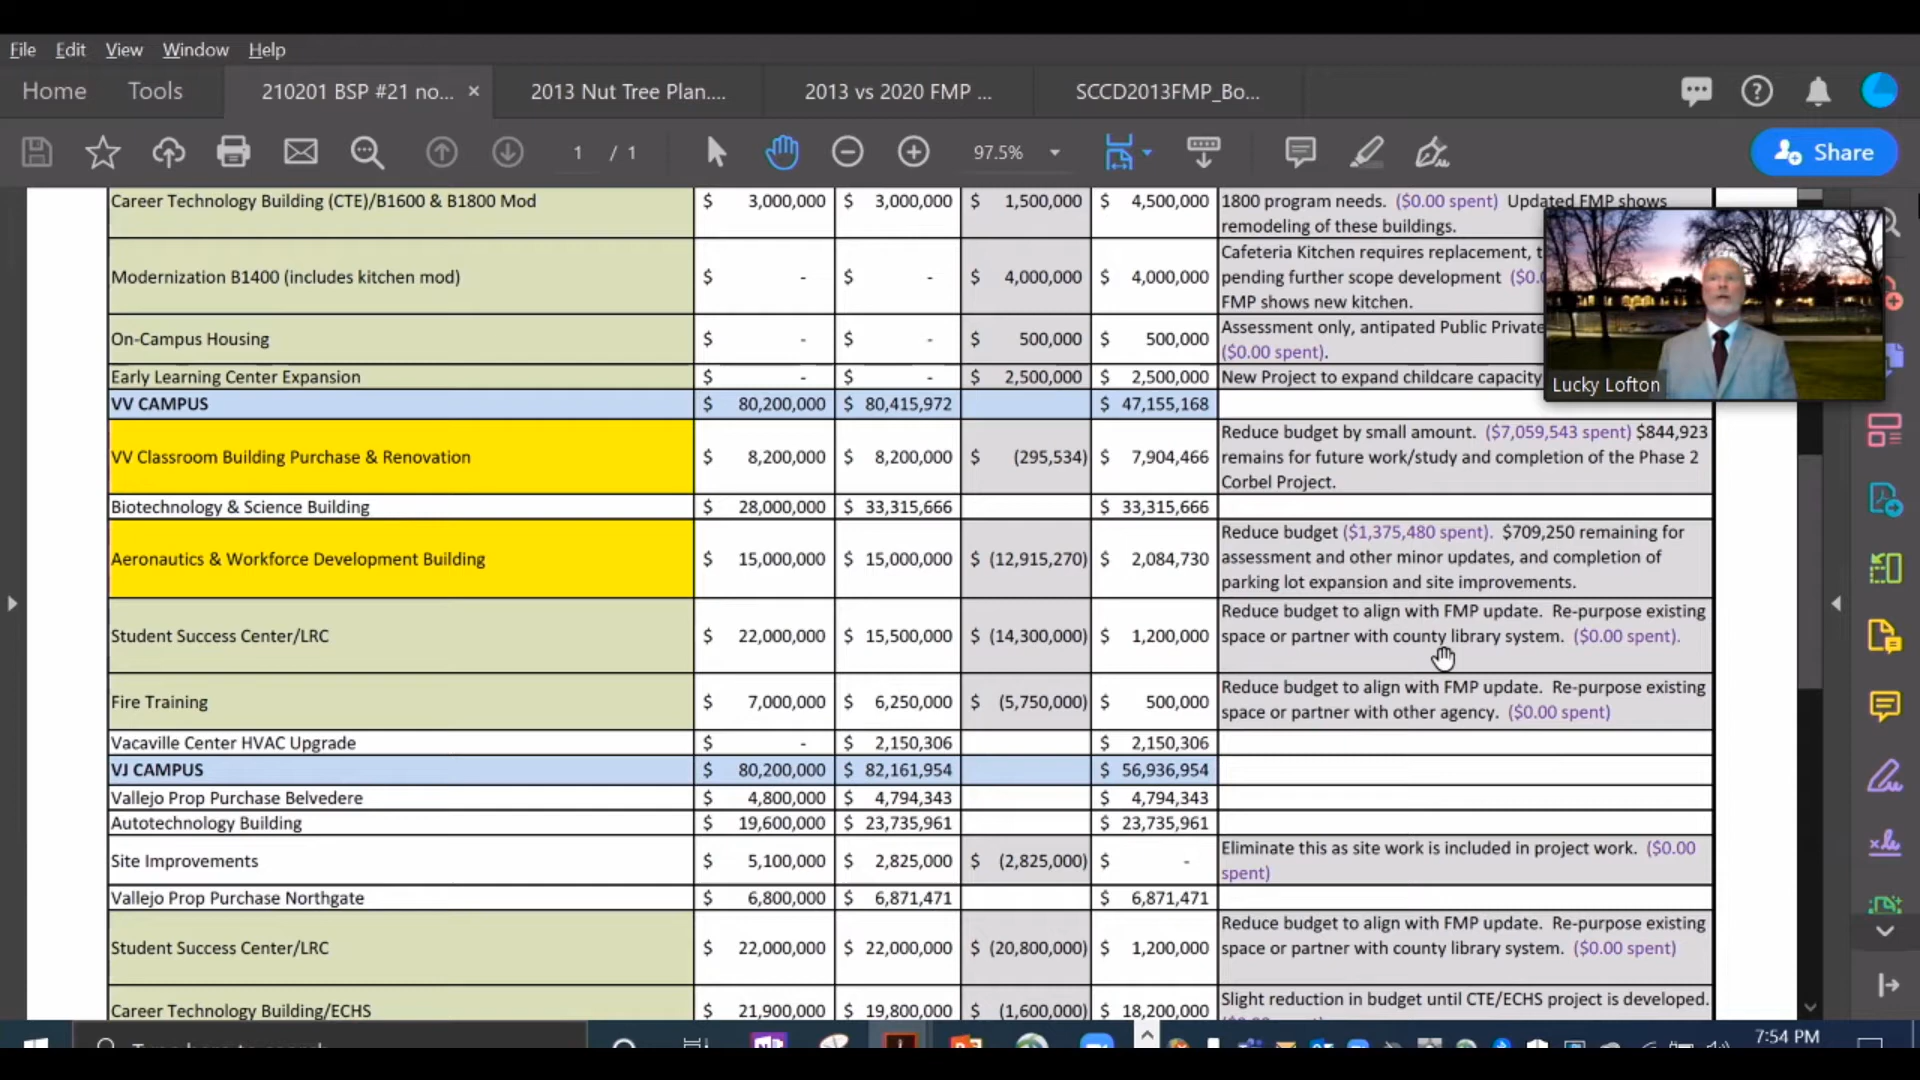 File Edit View Window Help
Home Tools 210201 BSP #21 no... × 2013 Nut Tree Plan.... 2013 vs 2020 FMP ... SCCD2013FMP_Bo...
1 / 1 97.5% Share
Career Technology Building (CTE)/B1600 & B1800 Mod $ 3,000,000 $ 3,000,000 $ 1,500,000 $ 4,500,000 1800 program needs. ($0.00 spent) Updated FMP shows
remodeling of these buildings.
Modernization B1400 (includes kitchen mod) $ - $ - $ 4,000,000 $ 4,000,000 Cafeteria Kitchen requires replacement,
pending further scope development
FMP shows new kitchen.
On-Campus Housing $ - $ - $ 500,000 $ 500,000 Assessment only, antipated Public Private
($0.00 spent).
Early Learning Center Expansion $ - $ - $ 2,500,000 $ 2,500,000 New Project to expand childcare capacity
Lucky Lofton
VV CAMPUS $ 80,200,000 $ 80,415,972 $ 47,155,168
VV Classroom Building Purchase & Renovation $ 8,200,000 $ 8,200,000 $ (295,534) $ 7,904,466 Reduce budget by small amount. ($7,059,543 spent) $844,923
remains for future work/study and completion of the Phase 2
Corbel Project.
Biotechnology & Science Building $ 28,000,000 $ 33,315,666 $ 33,315,666
Aeronautics & Workforce Development Building $ 15,000,000 $ 15,000,000 $ (12,915,270) $ 2,084,730 Reduce budget ($1,375,480 spent). $709,250 remaining for
assessment and other minor updates, and completion of
parking lot expansion and site improvements.
Student Success Center/LRC $ 22,000,000 $ 15,500,000 $ (14,300,000) $ 1,200,000 Reduce budget to align with FMP update. Re-purpose existing
space or partner with county library system. ($0.00 spent).
Fire Training $ 7,000,000 $ 6,250,000 $ (5,750,000) $ 500,000 Reduce budget to align with FMP update. Re-purpose existing
space or partner with other agency. ($0.00 spent)
Vacaville Center HVAC Upgrade $ - $ 2,150,306 $ 2,150,306
VJ CAMPUS $ 80,200,000 $ 82,161,954 $ 56,936,954
Vallejo Prop Purchase Belvedere $ 4,800,000 $ 4,794,343 $ 4,794,343
Autotechnology Building $ 19,600,000 $ 23,735,961 $ 23,735,961
Site Improvements $ 5,100,000 $ 2,825,000 $ (2,825,000) $ - Eliminate this as site work is included in project work. ($0.00
spent)
Vallejo Prop Purchase Northgate $ 6,800,000 $ 6,871,471 $ 6,871,471
Student Success Center/LRC $ 22,000,000 $ 22,000,000 $ (20,800,000) $ 1,200,000 Reduce budget to align with FMP update. Re-purpose existing
space or partner with county library system. ($0.00 spent)
Career Technology Building/ECHS $ 21,900,000 $ 19,800,000 $ (1,600,000) $ 18,200,000 Slight reduction in budget until CTE/ECHS project is developed.
7:54 PM